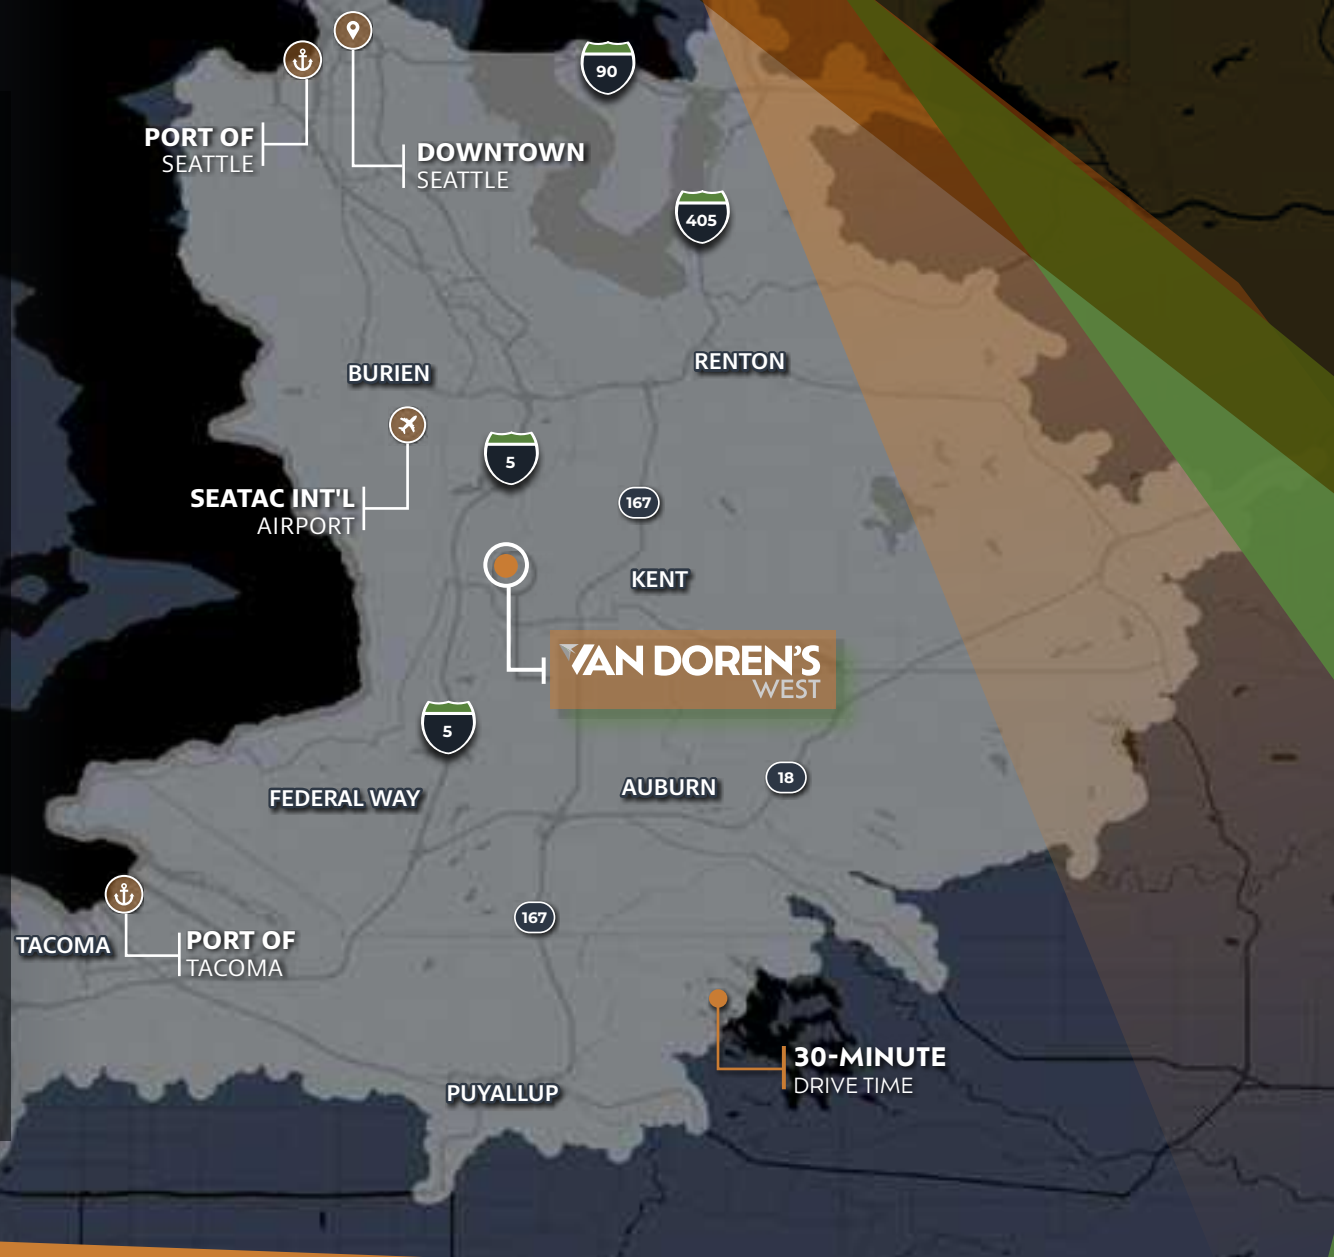 90
PORT OF
SEATTLE
DOWNTOWN
SEATTLE
405
BURIEN
RENTON
5
SEATAC INT'L
AIRPORT
167
KENT
VAN DOREN'S
WEST
5
FEDERAL WAY
AUBURN
18
167
TACOMA
PORT OF
TACOMA
30-MINUTE
DRIVE TIME
PUYALLUP